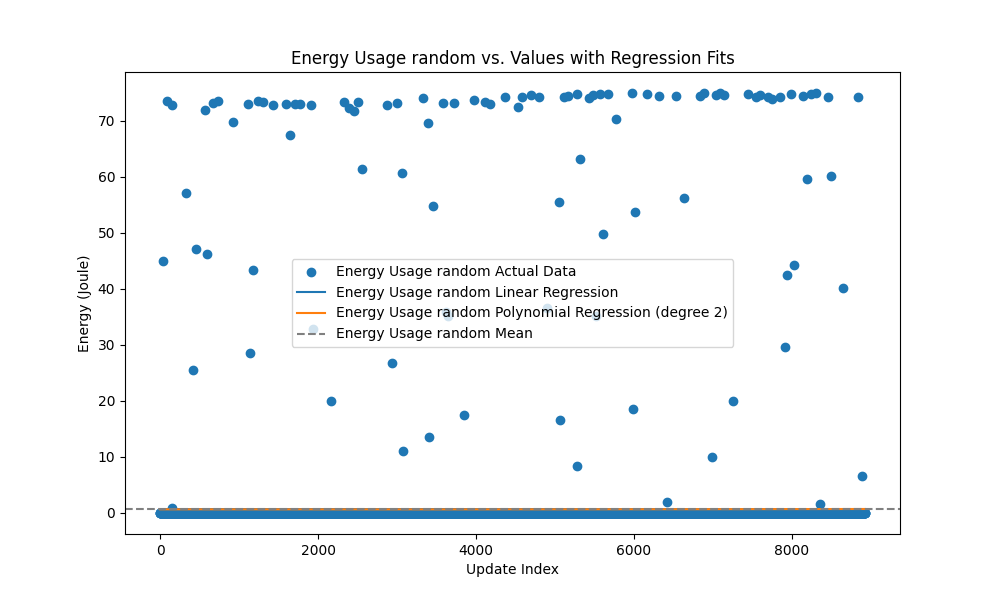 Energy Usage random vs. Values with Regression Fits
Energy (Joule)
70
60
50
40
30
20
10
0
Energy Usage random Actual Data
Energy Usage random Linear Regression
Energy Usage random Polynomial Regression (degree 2)
Energy Usage random Mean
0 2000 4000 6000 8000
Update Index